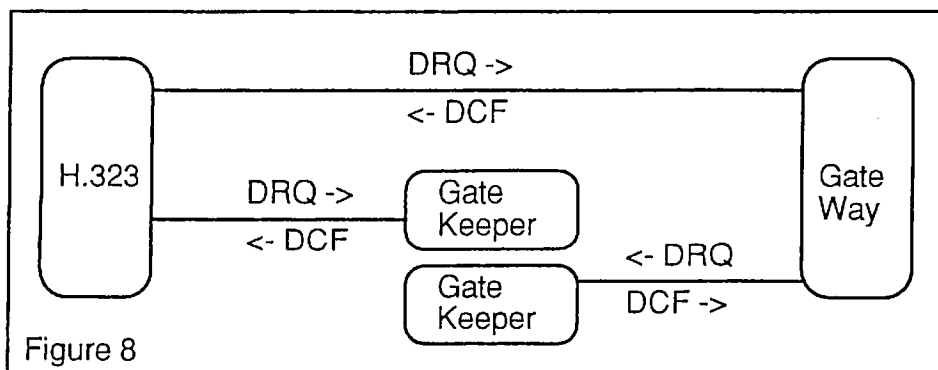 DRQ ->
<- DCF
H.323
DRQ ->
<- DCF
Gate
Keeper
Gate
Way
<- DRQ
DCF ->
Gate
Keeper
Figure 8